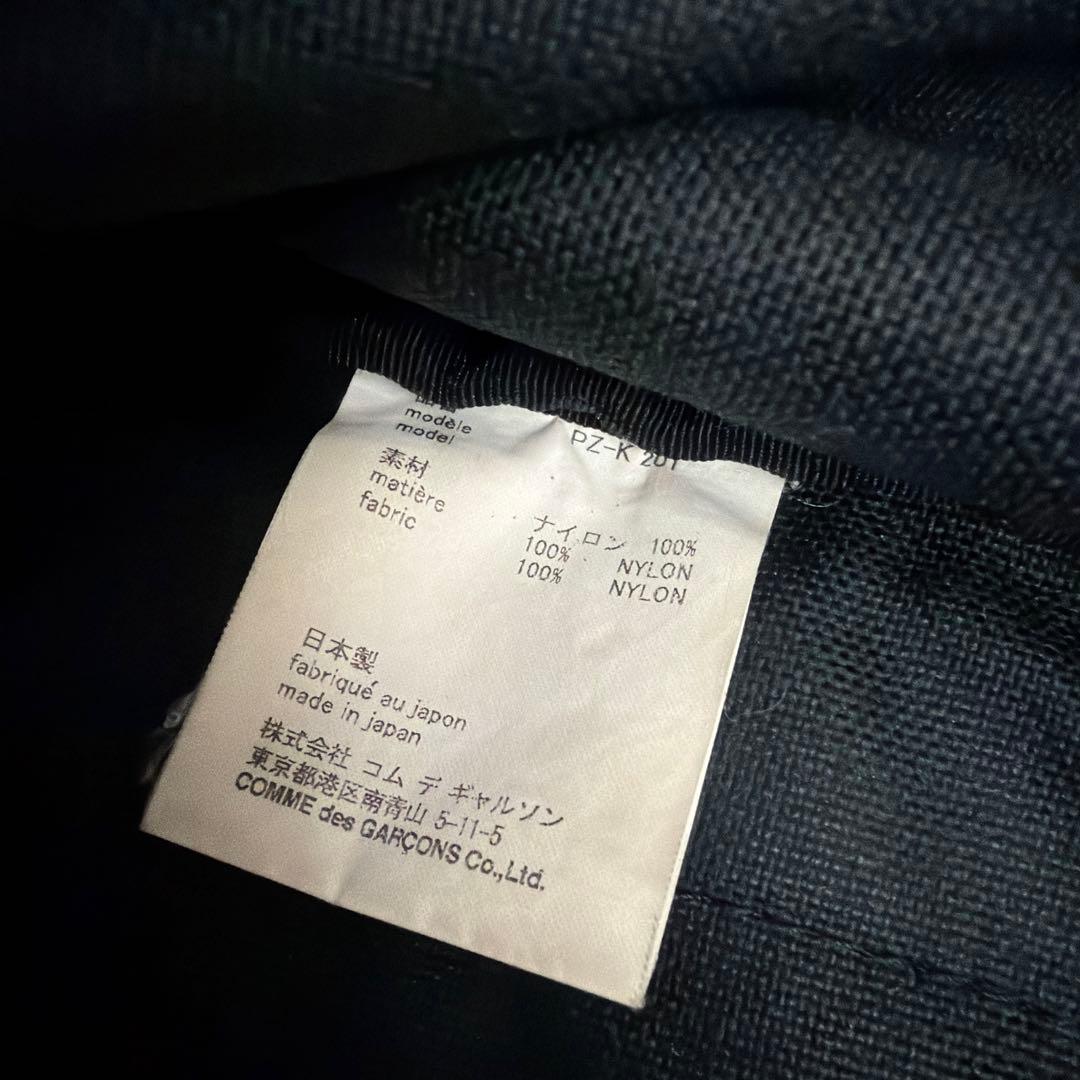 品番
modèle
model
PZ-K 201
素材
matière
fabric
ナイロン 100%
100% NYLON
100% NYLON
日本製
fabriqué au japon
made in japan
株式会社 コム デ ギャルソン
東京都港区南青山 5-11-5
COMME des GARÇONS Co.,Ltd.